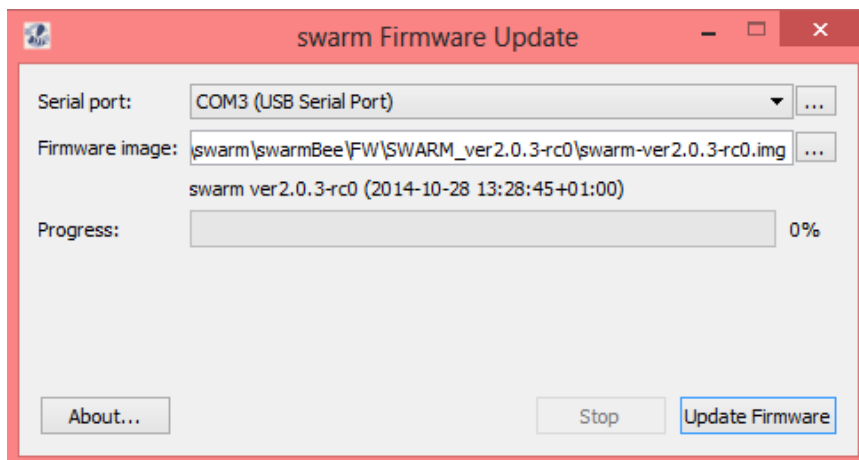 swarm Firmware Update
Serial port: COM3 (USB Serial Port) ...
Firmware image: \swarm\swarmBee\FW\SWARM_ver2.0.3-rc0\swarm-ver2.0.3-rc0.img ...
swarm ver2.0.3-rc0 (2014-10-28 13:28:45+01:00)
Progress: 0%
About... Stop Update Firmware